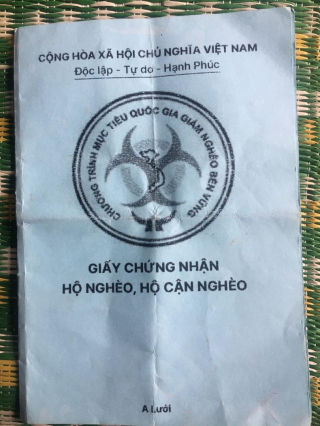 CỘNG HÒA XÃ HỘI CHỦ NGHĨA VIỆT NAM
Độc lập - Tự do - Hạnh Phúc
CHƯƠNG TRÌNH MỤC TIÊU QUỐC GIA GIẢM NGHÈO BỀN VỮNG
GIẤY CHỨNG NHẬN
HỘ NGHÈO, HỘ CẬN NGHÈO
A Lưới